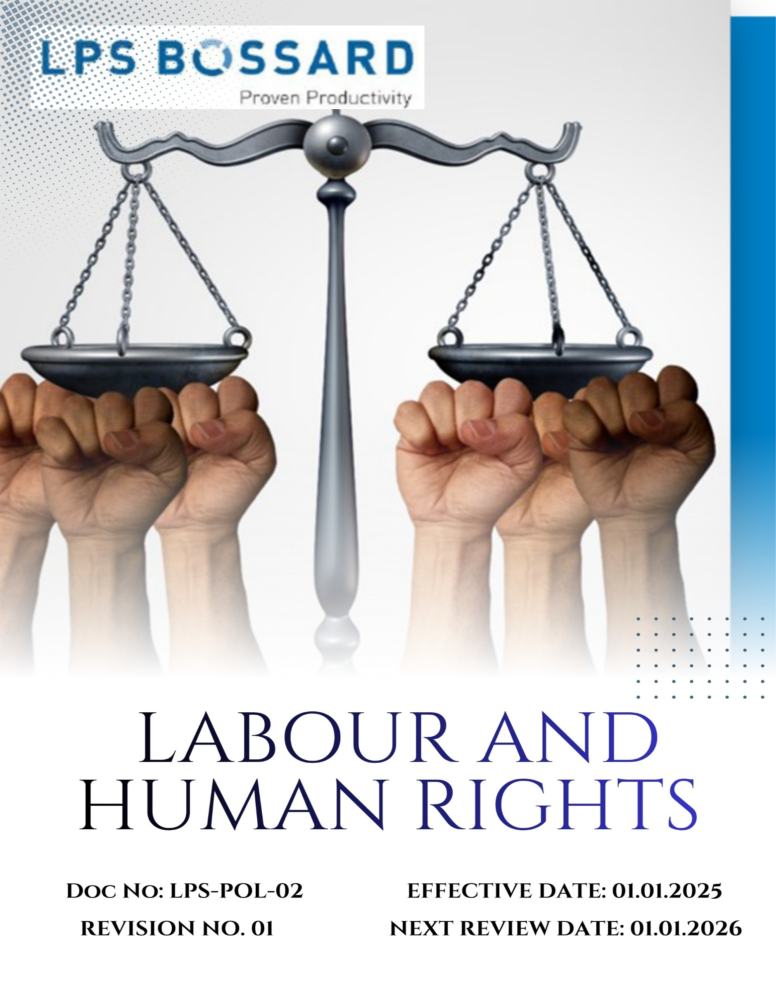 LPS BOSSARD
Proven Productivity
LABOUR AND
HUMAN RIGHTS
Doc No: LPS-POL-02
EFFECTIVE DATE: 01.01.2025
REVISION NO. 01
NEXT REVIEW DATE: 01.01.2026